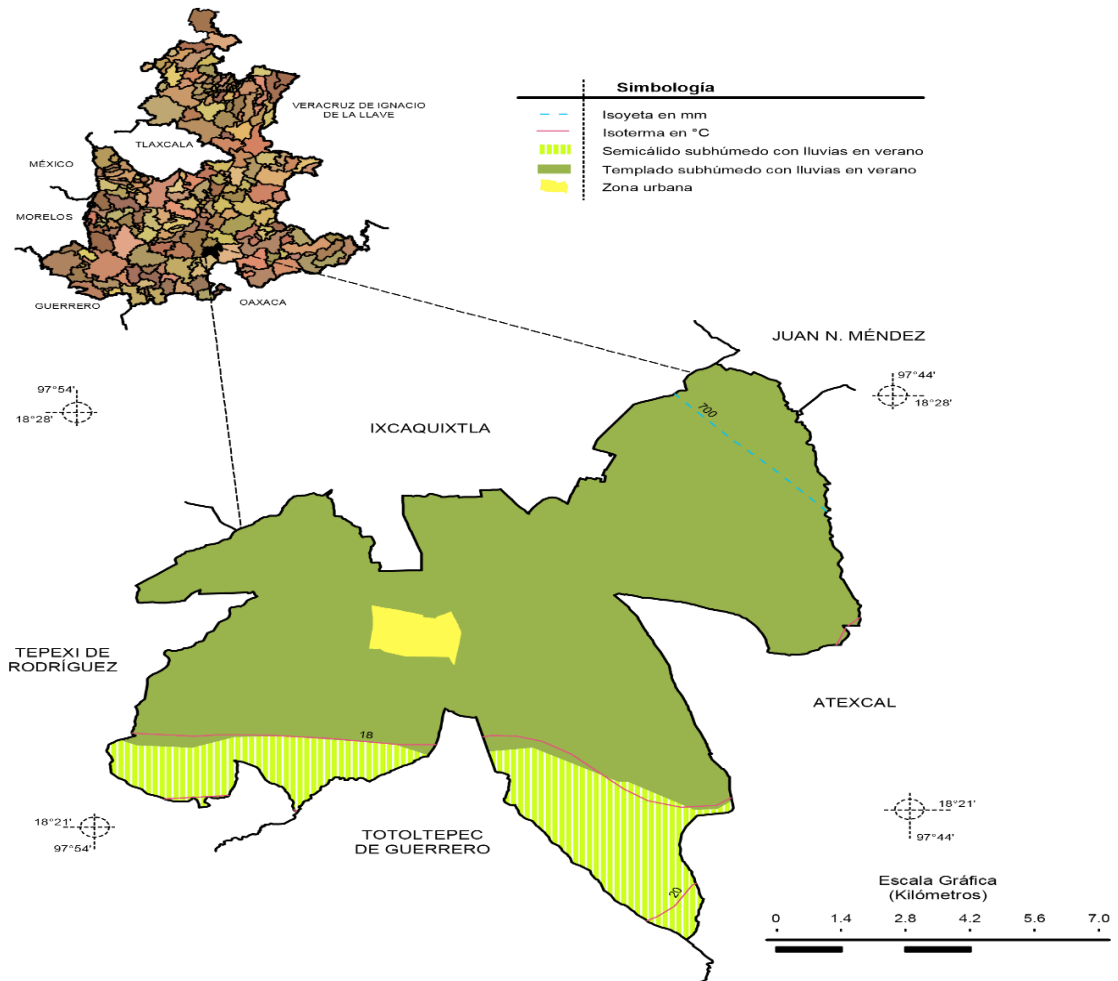 VERACRUZ DE IGNACIO
DE LA LLAVE
TLAXCALA
MÉXICO
MORELOS
GUERRERO
OAXACA
Simbología
Isoyeta en mm
Isoterma en °C
Semicálido subhúmedo con lluvias en verano
Templado subhúmedo con lluvias en verano
Zona urbana
JUAN N. MÉNDEZ
97°54'
18°28'
97°44'
18°28'
IXCAQUIXTLA
700
TEPEXI DE
RODRÍGUEZ
ATEXCAL
18
18°21'
97°54'
TOTOLTEPEC
DE GUERRERO
18°21'
97°44'
20
Escala Gráfica
(Kilómetros)
0 1.4 2.8 4.2 5.6 7.0